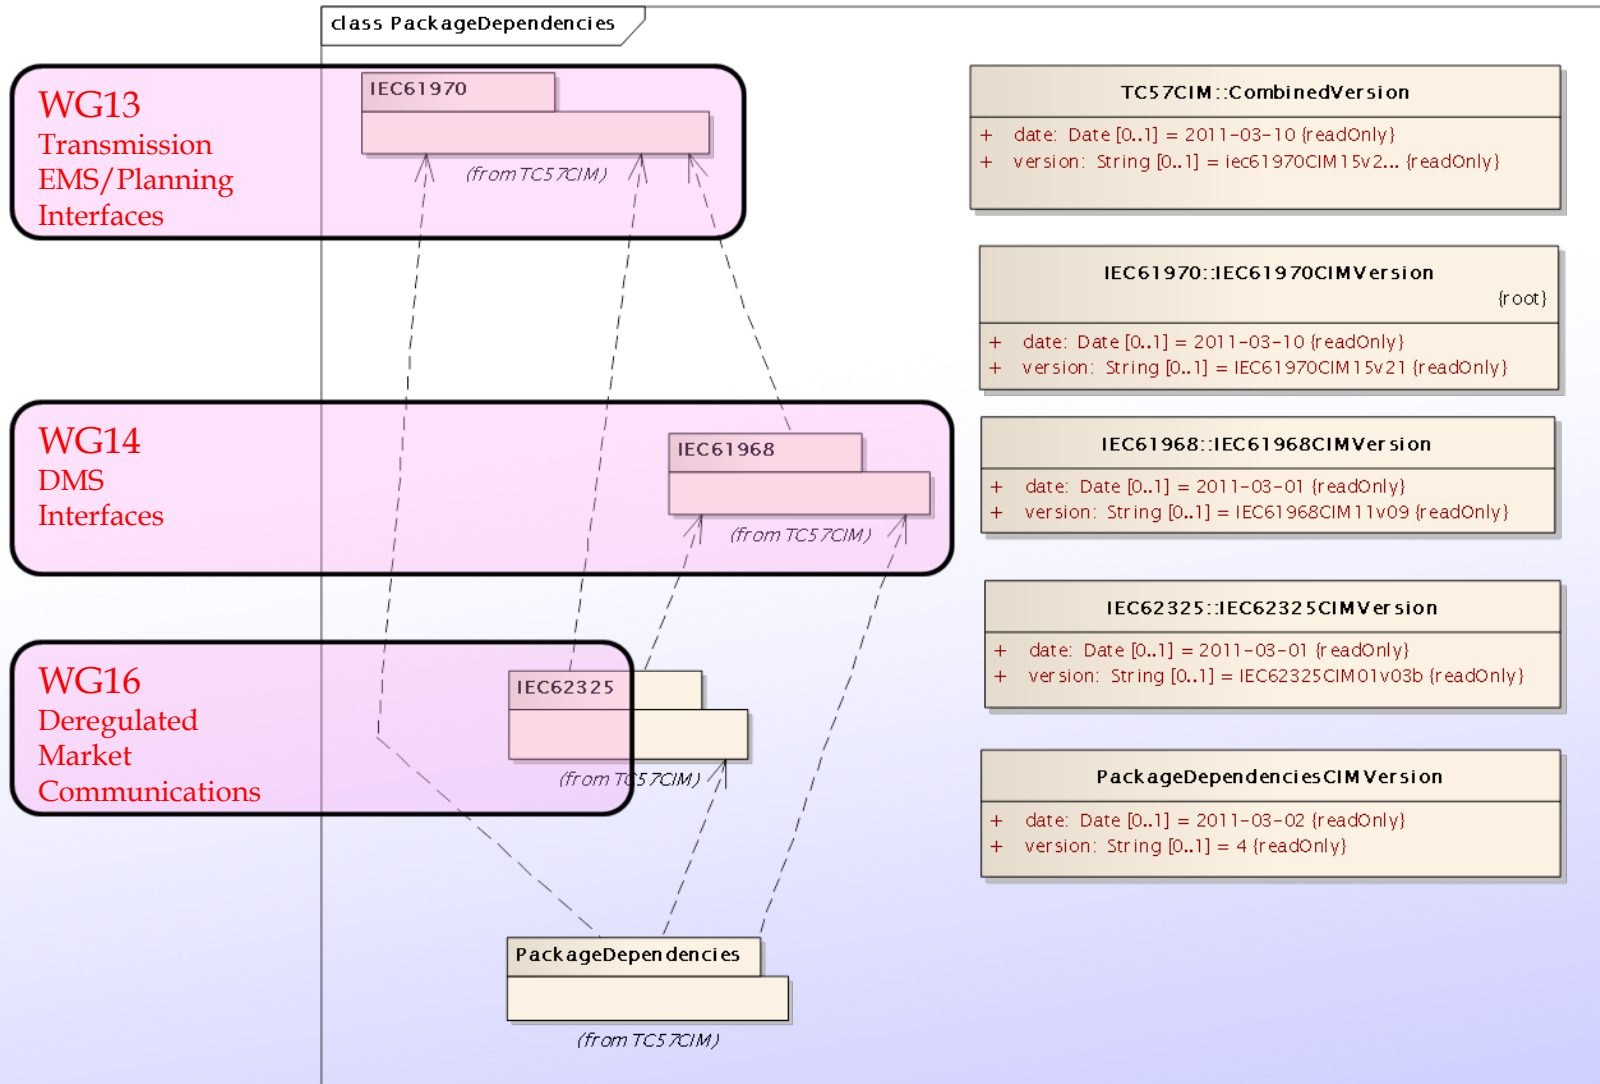 class PackageDependencies
WG13
Transmission
EMS/Planning
Interfaces
IEC61970
(from TC57CIM)
WG14
DMS
Interfaces
IEC61968
(from TC57CIM)
WG16
Deregulated
Market
Communications
IEC62325
(from TC57CIM)
PackageDependencies
(from TC57CIM)
TC57CIM::CombinedVersion
+ date: Date [0..1] = 2011-03-10 {readOnly}
+ version: String [0..1] = iec61970CIM15v2... {readOnly}
IEC61970::IEC61970CIMVersion
{root}
+ date: Date [0..1] = 2011-03-10 {readOnly}
+ version: String [0..1] = IEC61970CIM15v21 {readOnly}
IEC61968::IEC61968CIMVersion
+ date: Date [0..1] = 2011-03-01 {readOnly}
+ version: String [0..1] = IEC61968CIM11v09 {readOnly}
IEC62325::IEC62325CIMVersion
+ date: Date [0..1] = 2011-03-01 {readOnly}
+ version: String [0..1] = IEC62325CIM01v03b {readOnly}
PackageDependenciesCIMVersion
+ date: Date [0..1] = 2011-03-02 {readOnly}
+ version: String [0..1] = 4 {readOnly}